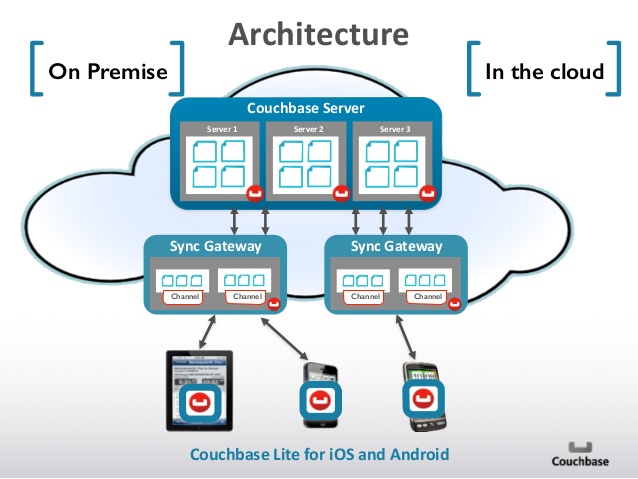 Architecture
On Premise
In the cloud
Couchbase Server
Server 1
Server 2
Server 3
Sync Gateway
Sync Gateway
Channel
Channel
Channel
Channel
Couchbase Lite for iOS and Android
Couchbase